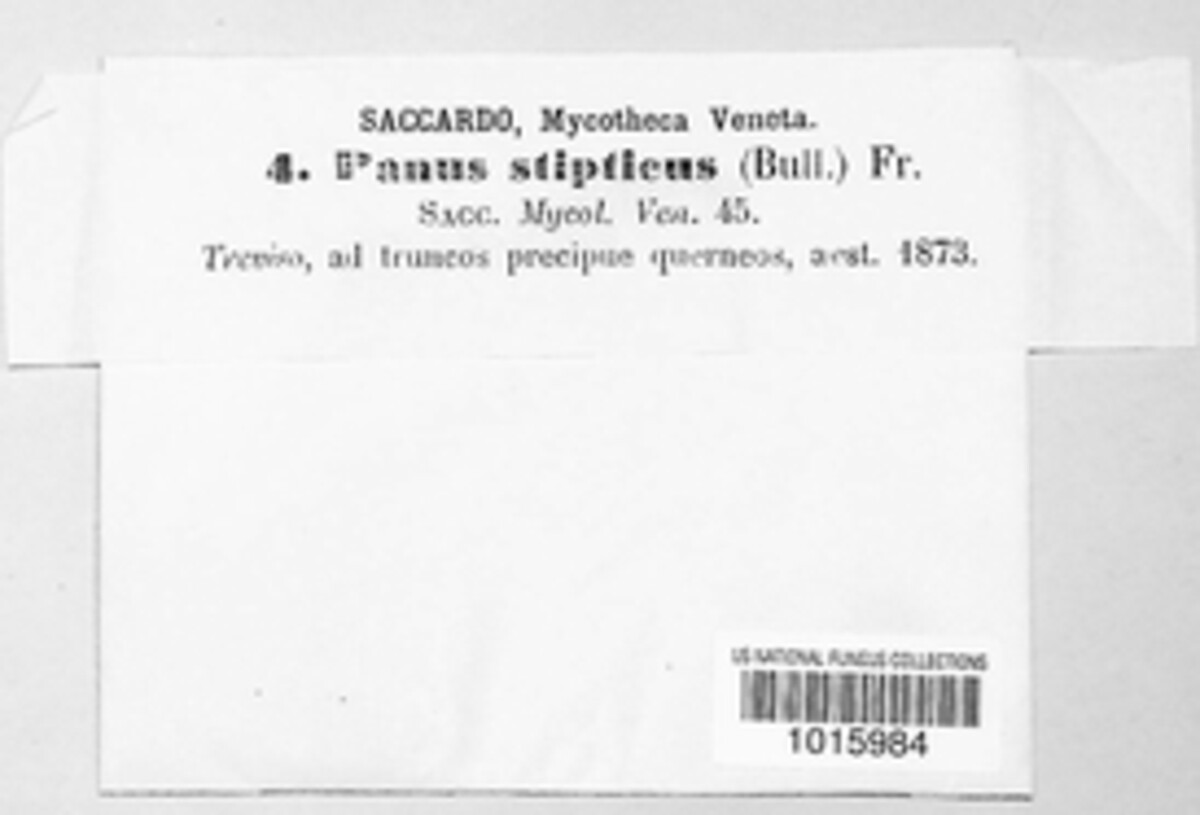 SACCARDO, Mycotheca Veneta.
4. Panus stipticus (Bull.) Fr.
SACC. Mycol. Ven. 45.
Treviso, ad truncos precipue querneos, aest. 1873.
US NATIONAL FUNGUS COLLECTIONS
1015984